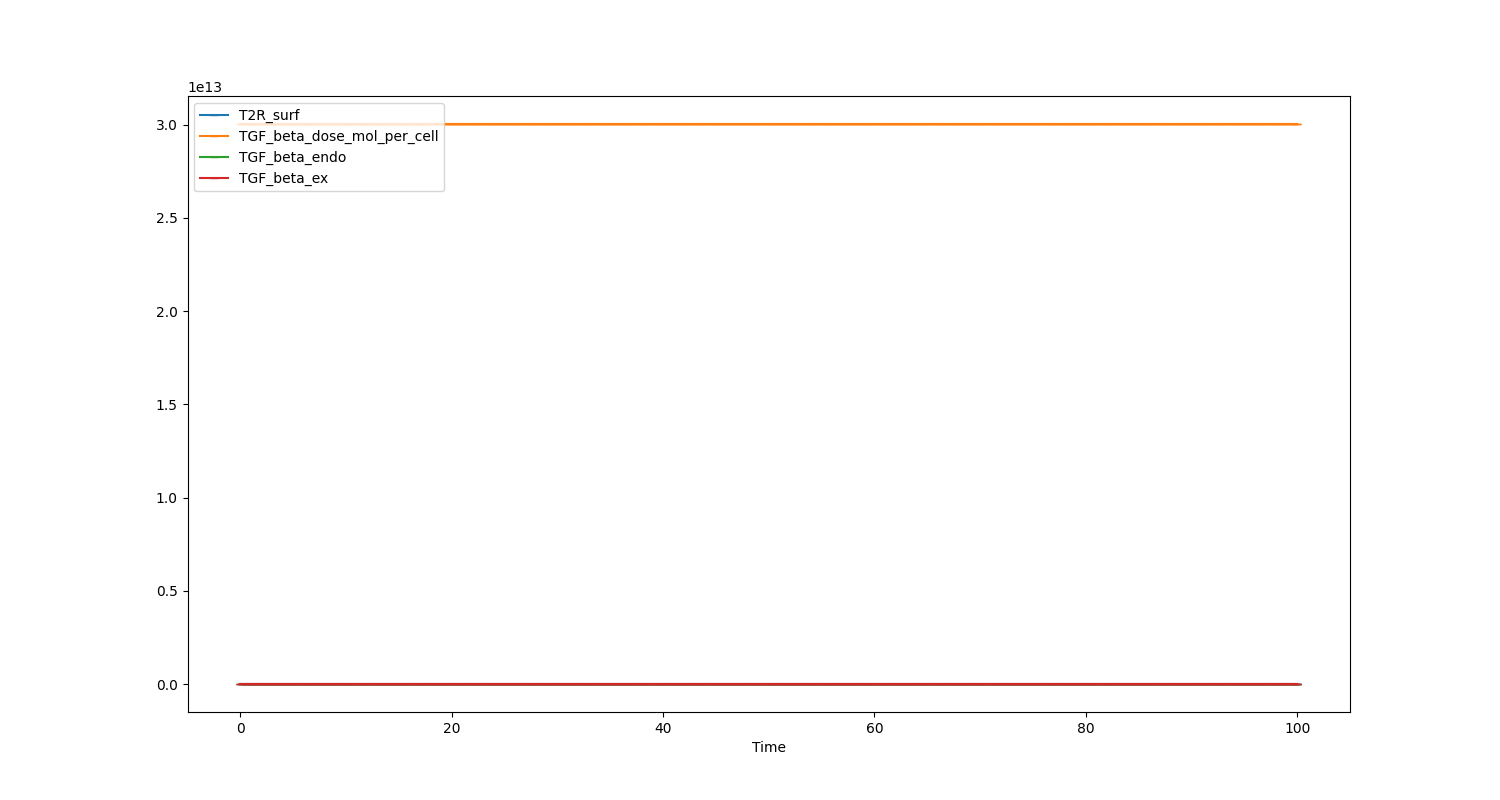 1e13
T2R_surf
TGF_beta_dose_mol_per_cell
TGF_beta_endo
TGF_beta_ex
3.0
2.5
2.0
1.5
1.0
0.5
0.0
0 20 40 60 80 100
Time